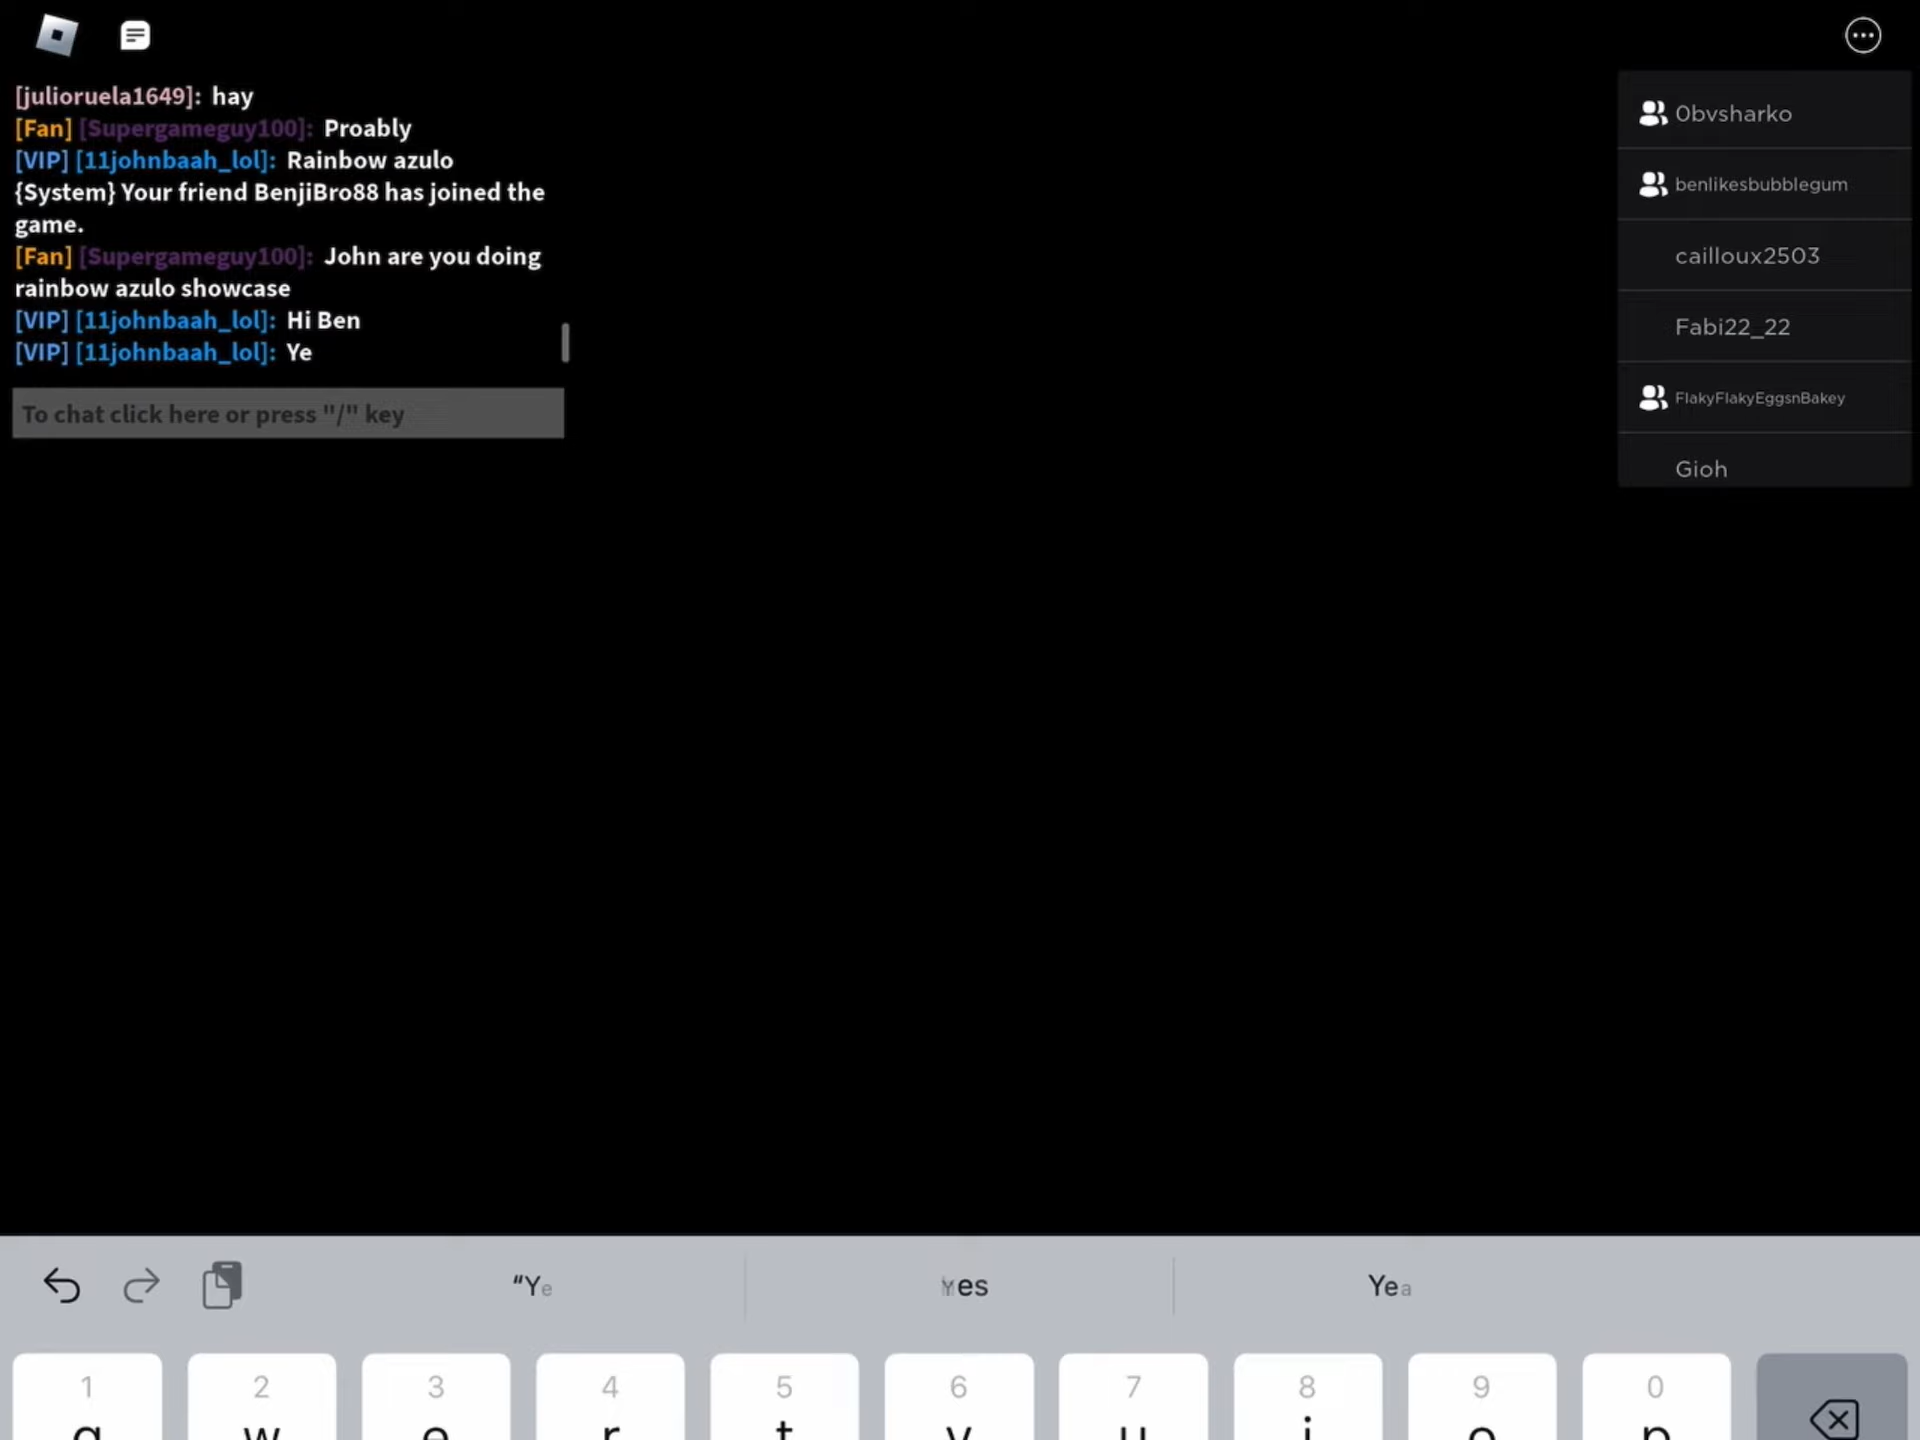 [julioruela1649]: hay
[Fan] [Supergameguy100]: Proably
[VIP] [11johnbaah_lol]: Rainbow azulo
{System} Your friend BenjiBro88 has joined the
game.
[Fan] [Supergameguy100]: John are you doing
rainbow azulo showcase
[VIP] [11johnbaah_lol]: Hi Ben
[VIP] [11johnbaah_lol]: Ye
To chat click here or press "/" key
0bvsharko
benlikesbubblegum
cailloux2503
Fabi22_22
FlakyFlakyEggsnBakey
Gioh
“Ye Yes Yea
1 2 3 4 5 6 7 8 9 0
q w e r t y u i o p